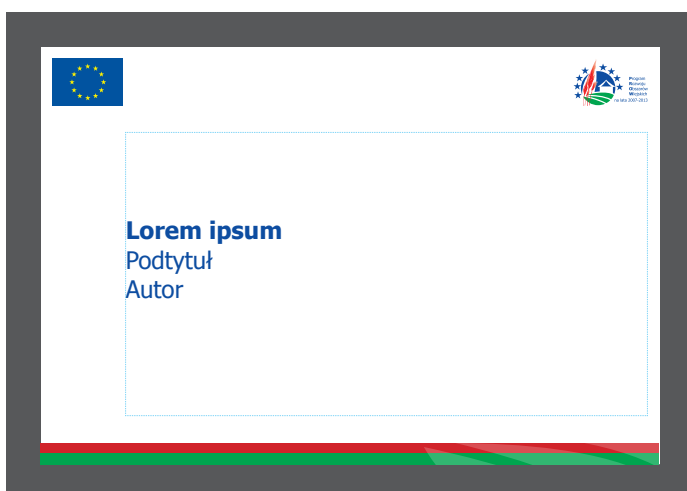 Program
Rozwoju
Obszarów
Wiejskich
na lata 2007-2013
Lorem ipsum
Podtytuł
Autor